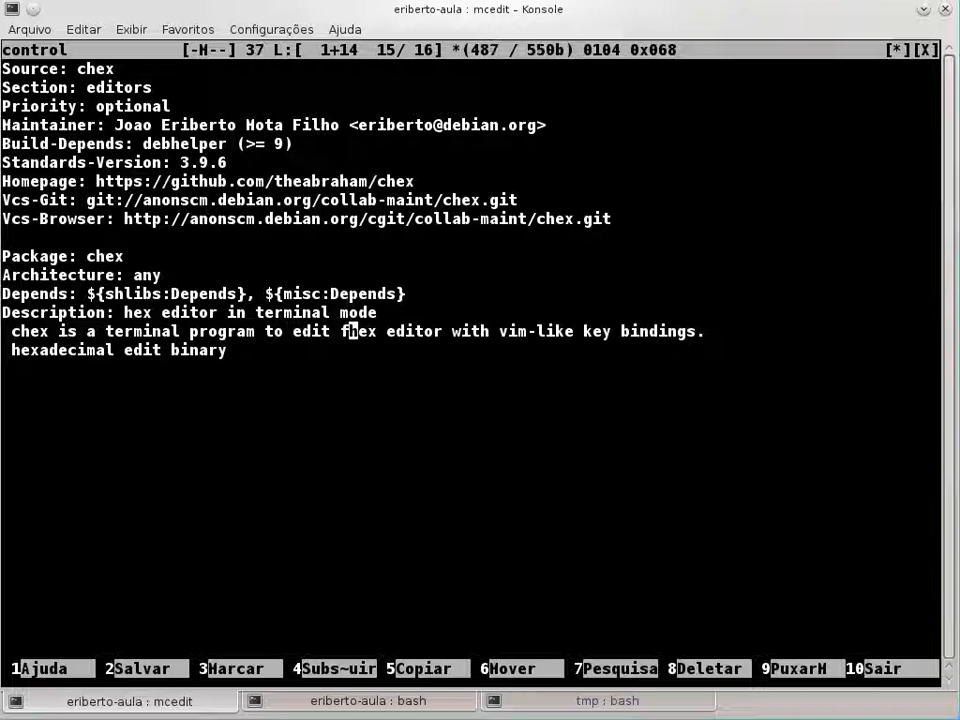 eriberto-aula : mcedit – Konsole
Arquivo Editar Exibir Favoritos Configurações Ajuda
control [-M--] 37 L:[ 1+14 15/ 16] *(487 / 550b) 0104 0x068 [*][X]
Source: chex
Section: editors
Priority: optional
Maintainer: Joao Eriberto Mota Filho <eriberto@debian.org>
Build-Depends: debhelper (>= 9)
Standards-Version: 3.9.6
Homepage: https://github.com/theabraham/chex
Vcs-Git: git://anonscm.debian.org/collab-maint/chex.git
Vcs-Browser: http://anonscm.debian.org/cgit/collab-maint/chex.git
Package: chex
Architecture: any
Depends: ${shlibs:Depends}, ${misc:Depends}
Description: hex editor in terminal mode
chex is a terminal program to edit fhex editor with vim-like key bindings.
hexadecimal edit binary
1Ajuda 2Salvar 3Marcar 4Subs~uir 5Copiar 6Mover 7Pesquisa 8Deletar 9PuxarM 10Sair
eriberto-aula : mcedit eriberto-aula : bash tmp : bash